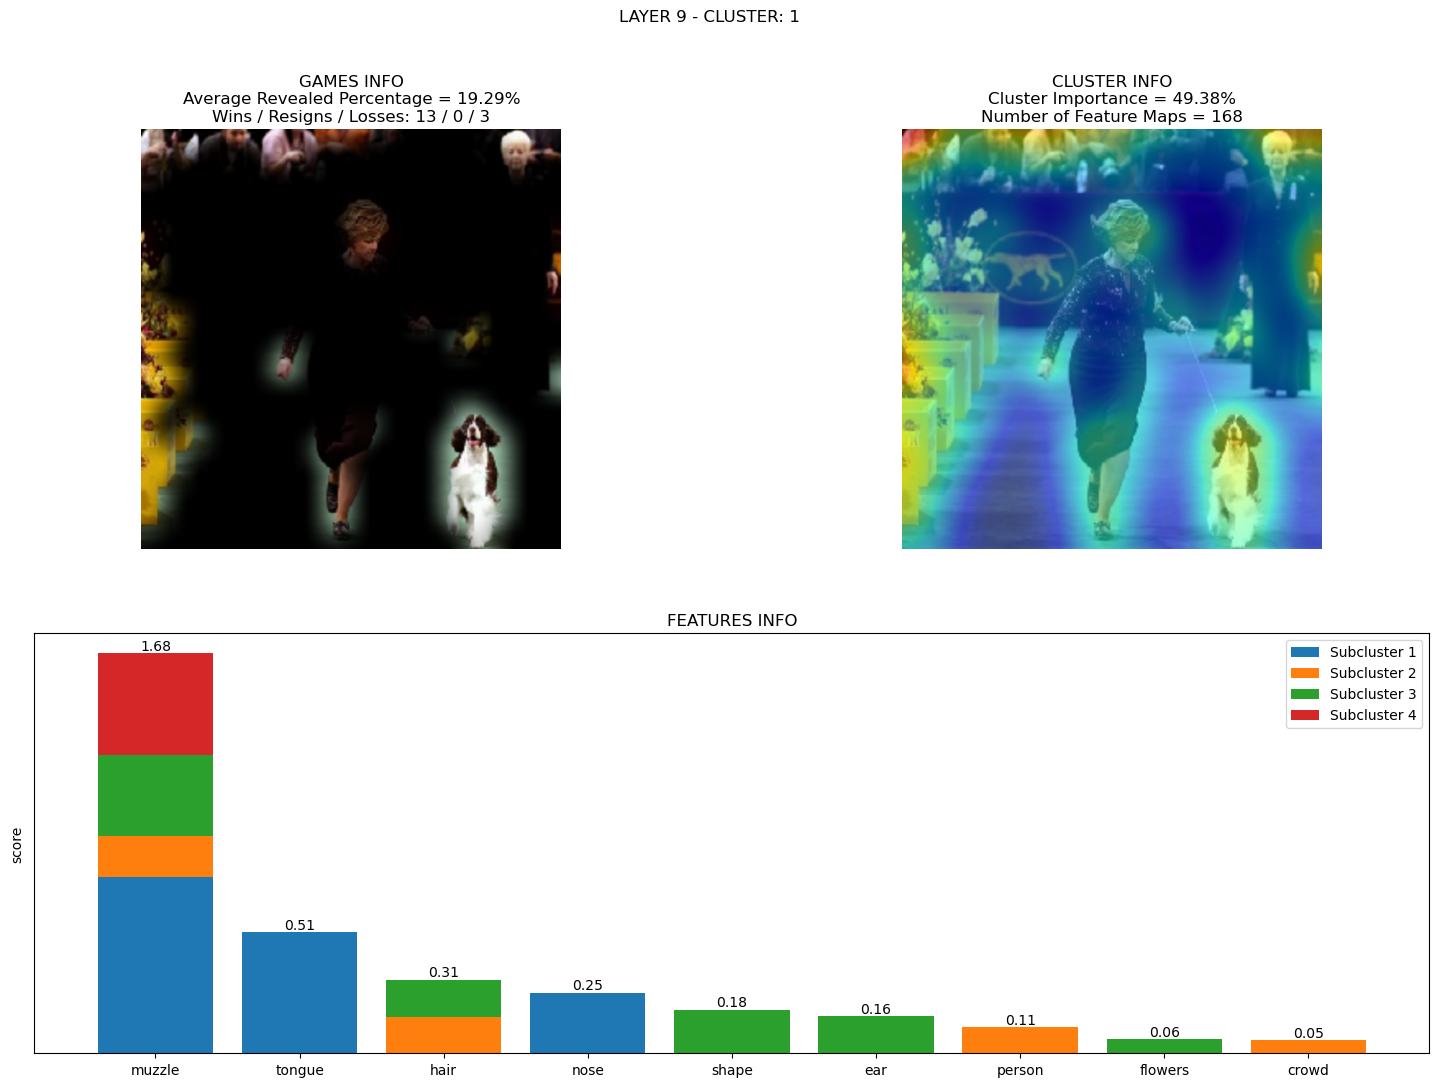 LAYER 9 - CLUSTER: 1
GAMES INFO
Average Revealed Percentage = 19.29%
Wins / Resigns / Losses: 13 / 0 / 3
CLUSTER INFO
Cluster Importance = 49.38%
Number of Feature Maps = 168
FEATURES INFO
score
1.68
0.51
0.31
0.25
0.18
0.16
0.11
0.06
0.05
Subcluster 1
Subcluster 2
Subcluster 3
Subcluster 4
muzzle
tongue
hair
nose
shape
ear
person
flowers
crowd